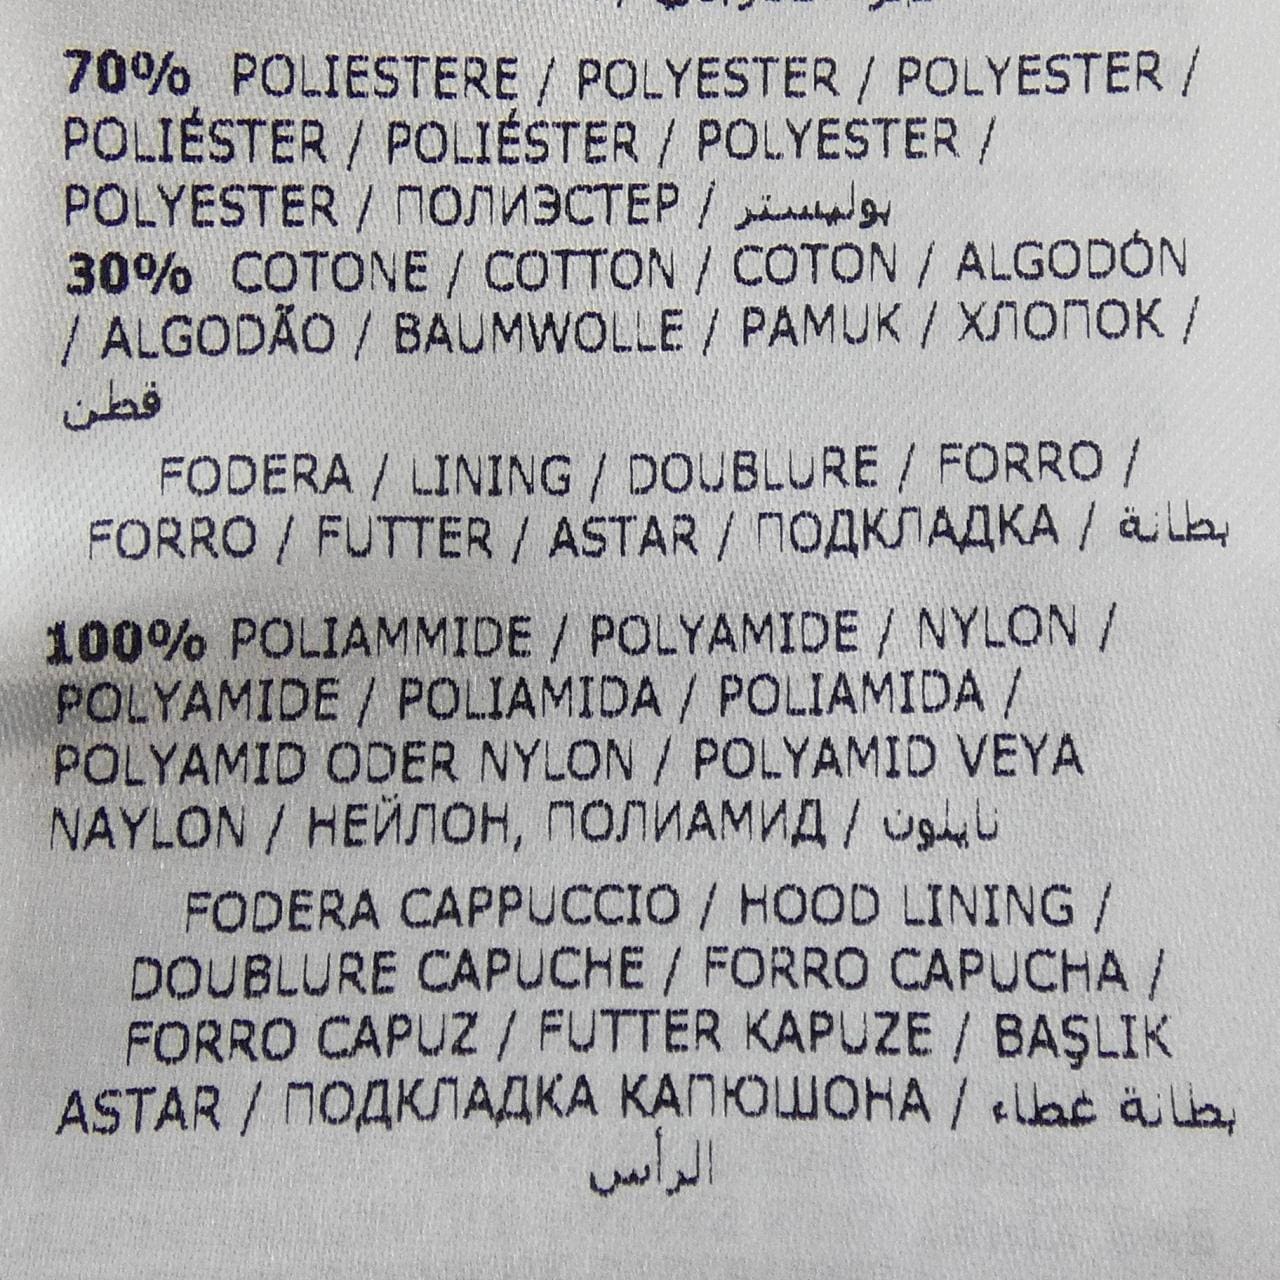 70% POLIESTERE / POLYESTER / POLYESTER /
POLIÉSTER / POLIÉSTER / POLYESTER /
POLYESTER / ПОЛИЭСТЕР / بوليستر
30% COTONE / COTTON / COTON / ALGODÓN
/ ALGODÃO / BAUMWOLLE / PAMUK / ХЛОПОК /
قطن
FODERA / LINING / DOUBLURE / FORRO /
FORRO / FUTTER / ASTAR / ПОДКЛАДКА / بطانة
100% POLIAMMIDE / POLYAMIDE / NYLON /
POLYAMIDE / POLIAMIDA / POLIAMIDA /
POLYAMID ODER NYLON / POLYAMID VEYA
NAYLON / НЕЙЛОН, ПОЛИАМИД / نايلون
FODERA CAPPUCCIO / HOOD LINING /
DOUBLURE CAPUCHE / FORRO CAPUCHA /
FORRO CAPUZ / FUTTER KAPUZE / BAŞLIK
ASTAR / ПОДКЛАДКА КАПЮШОНА / بطانة غطاء
الرأس